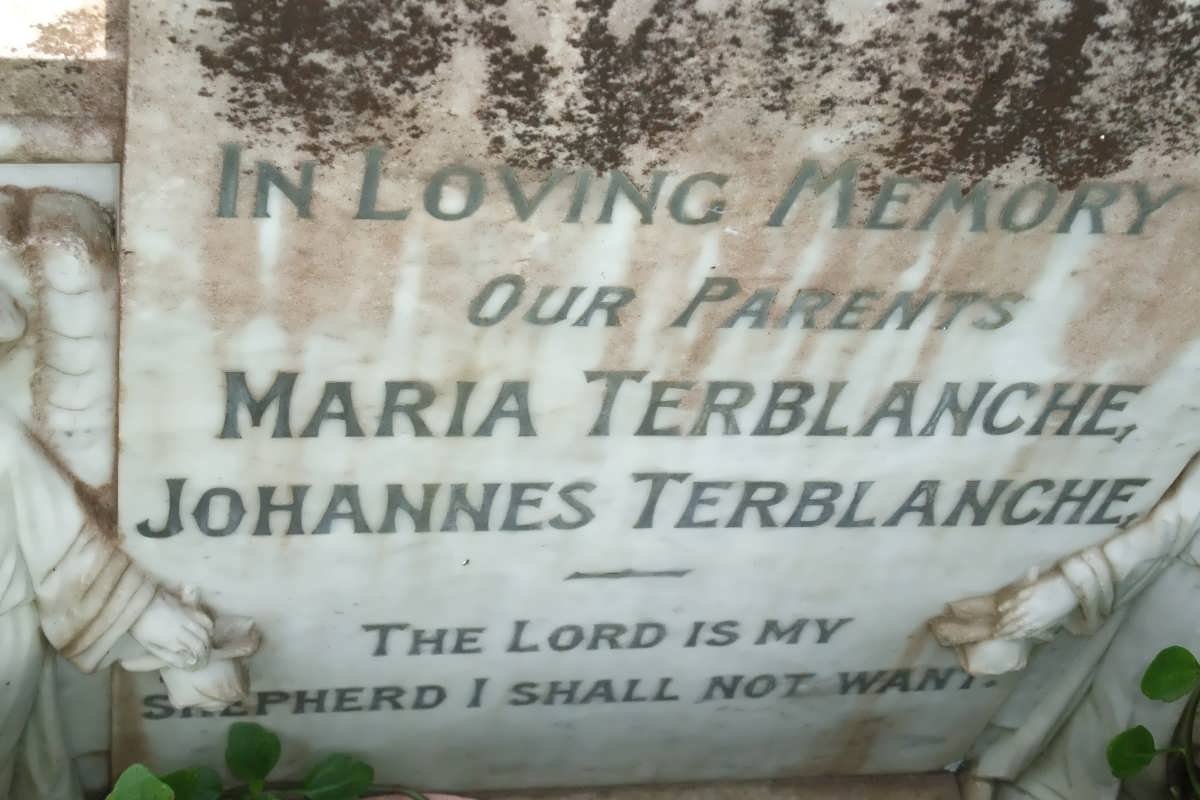 IN LOVING MEMORY
OUR PARENTS
MARIA TERBLANCHE,
JOHANNES TERBLANCHE,
THE LORD IS MY
SHEPHERD I SHALL NOT WANT.